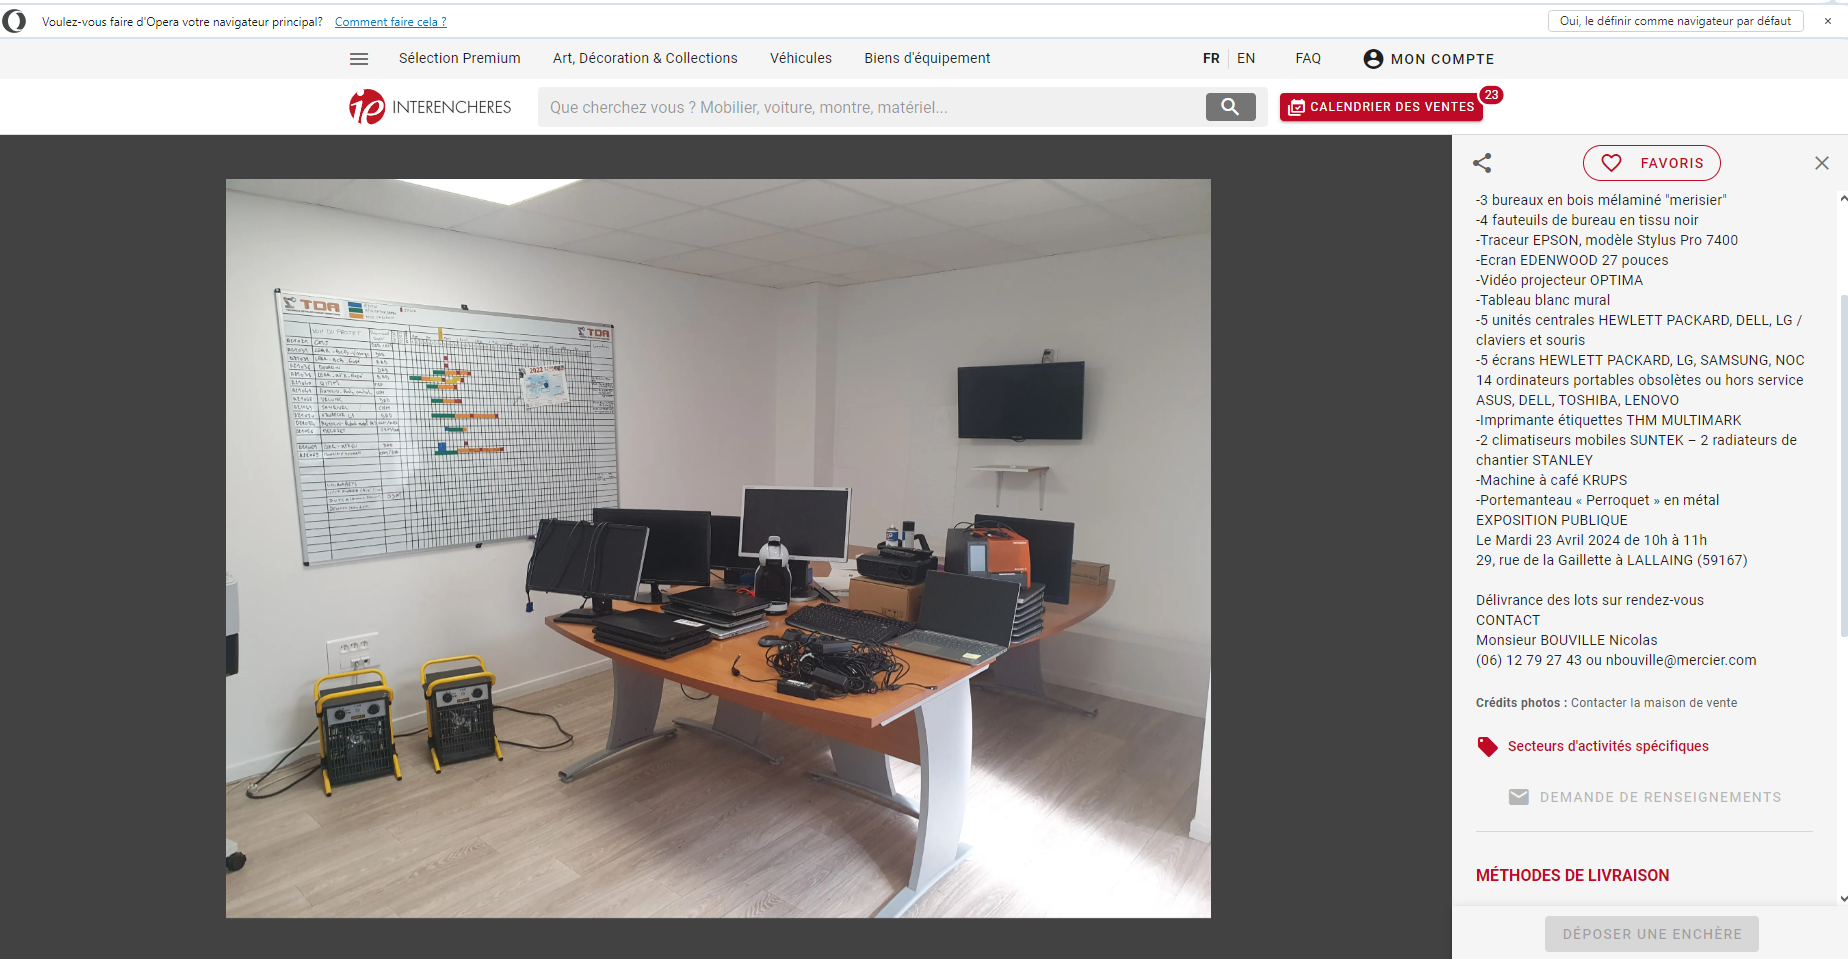 Voulez-vous faire d'Opera votre navigateur principal? Comment faire cela ?
Oui, le définir comme navigateur par défaut ×
Sélection Premium Art, Décoration & Collections Véhicules Biens d'équipement FR EN FAQ MON COMPTE
ie INTERENCHERES
Que cherchez vous ? Mobilier, voiture, montre, matériel...
CALENDRIER DES VENTES 23
FAVORIS
-3 bureaux en bois mélaminé "merisier"
-4 fauteuils de bureau en tissu noir
-Traceur EPSON, modèle Stylus Pro 7400
-Ecran EDENWOOD 27 pouces
-Vidéo projecteur OPTIMA
-Tableau blanc mural
-5 unités centrales HEWLETT PACKARD, DELL, LG /
claviers et souris
-5 écrans HEWLETT PACKARD, LG, SAMSUNG, NOC
14 ordinateurs portables obsolètes ou hors service
ASUS, DELL, TOSHIBA, LENOVO
-Imprimante étiquettes THM MULTIMARK
-2 climatiseurs mobiles SUNTEK – 2 radiateurs de
chantier STANLEY
-Machine à café KRUPS
-Portemanteau « Perroquet » en métal
EXPOSITION PUBLIQUE
Le Mardi 23 Avril 2024 de 10h à 11h
29, rue de la Gaillette à LALLAING (59167)
Délivrance des lots sur rendez-vous
CONTACT
Monsieur BOUVILLE Nicolas
(06) 12 79 27 43 ou nbouville@mercier.com
Crédits photos : Contacter la maison de vente
Secteurs d'activités spécifiques
DEMANDE DE RENSEIGNEMENTS
MÉTHODES DE LIVRAISON
DÉPOSER UNE ENCHÈRE
TDA
TDA
NOM DU PROJET
2022